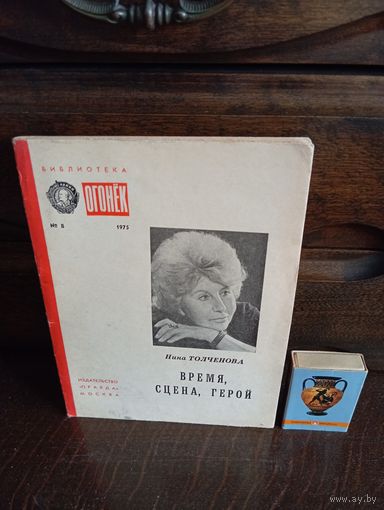 БИБЛИОТЕКА
ОГОНЁК
№ 8 1975
Нина ТОЛЧЕНОВА
ВРЕМЯ,
СЦЕНА, ГЕРОЙ
ИЗДАТЕЛЬСТВО
«ПРАВДА»
МОСКВА
www.ay.by